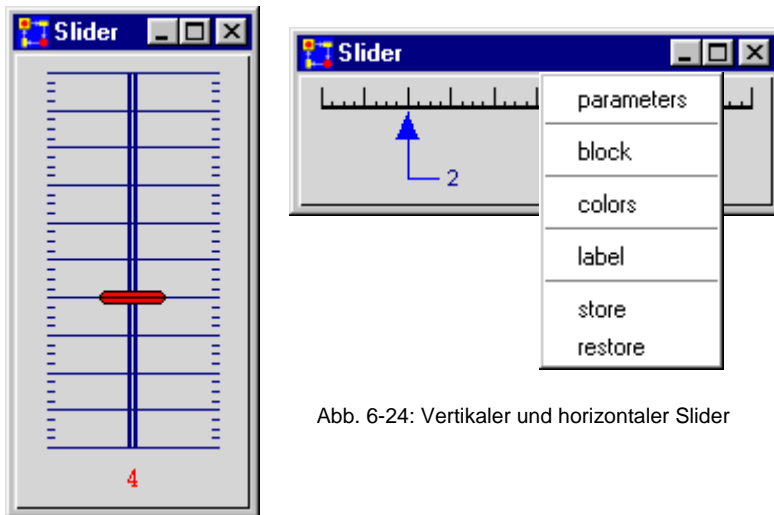 Slider
4
Slider
2
parameters
block
colors
label
store
restore
Abb. 6-24: Vertikaler und horizontaler Slider